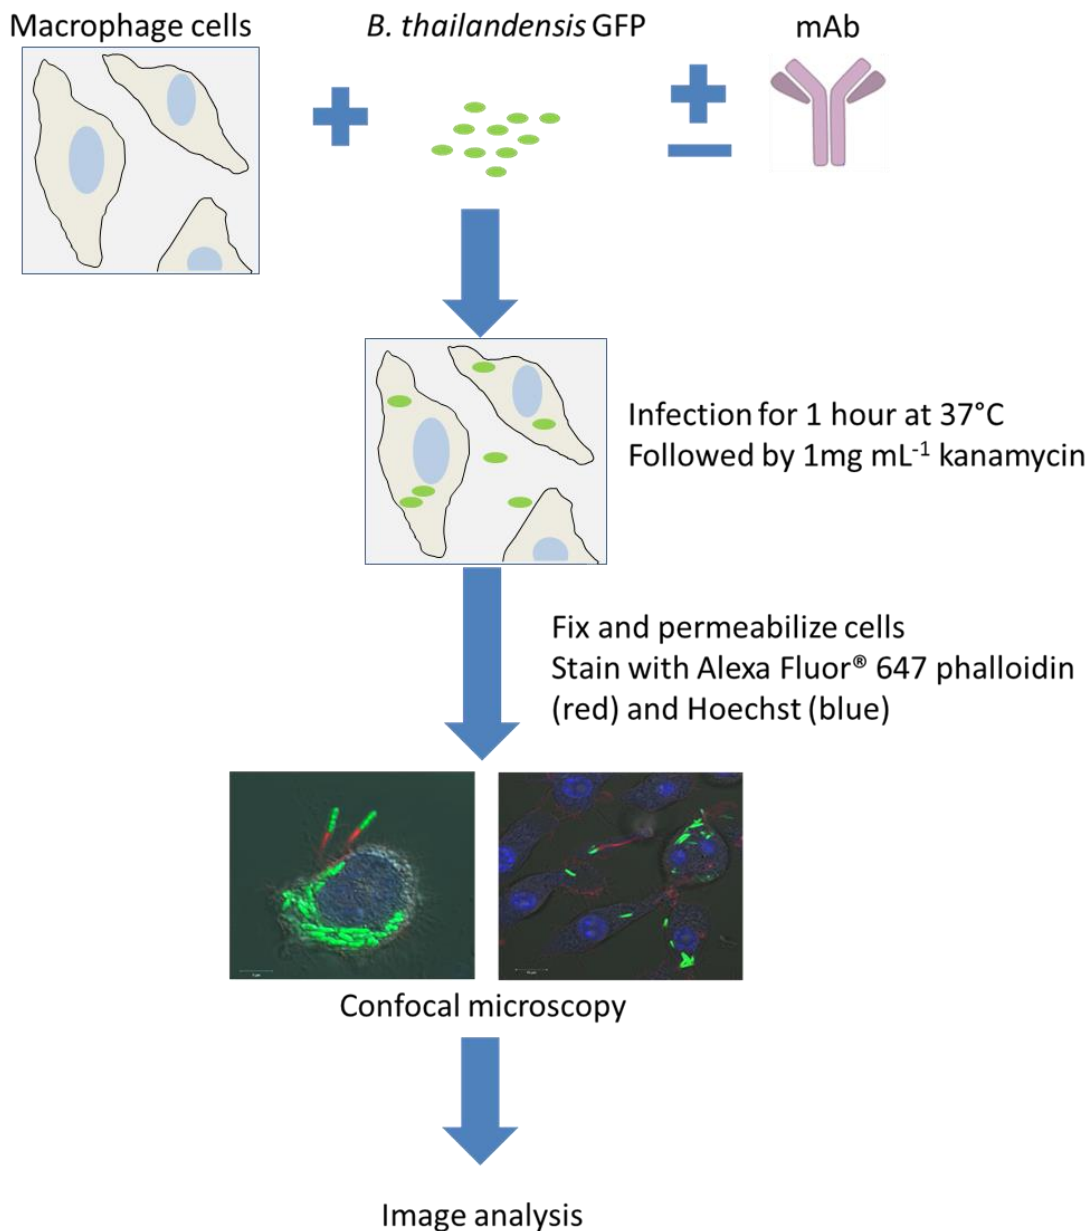 Macrophage cells
B. thailandensis GFP
mAb
Infection for 1 hour at 37°C
Followed by 1mg mL⁻¹ kanamycin
Fix and permeabilize cells
Stain with Alexa Fluor® 647 phalloidin
(red) and Hoechst (blue)
Confocal microscopy
Image analysis